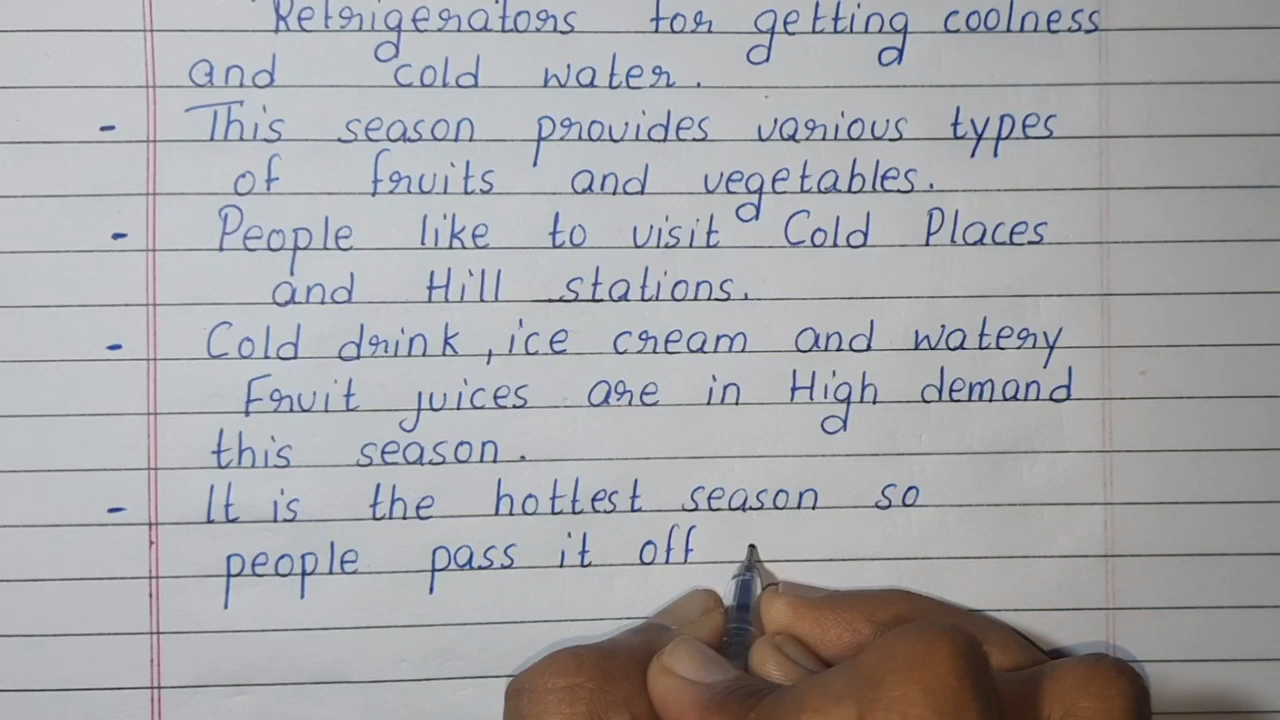 Refrigerators for getting coolness
and cold water.
- This season provides various types
of fruits and vegetables.
- People like to visit Cold Places
and Hill stations.
- Cold drink, ice cream and watery
Fruit juices are in High demand
this season.
- It is the hottest season so
people pass it off